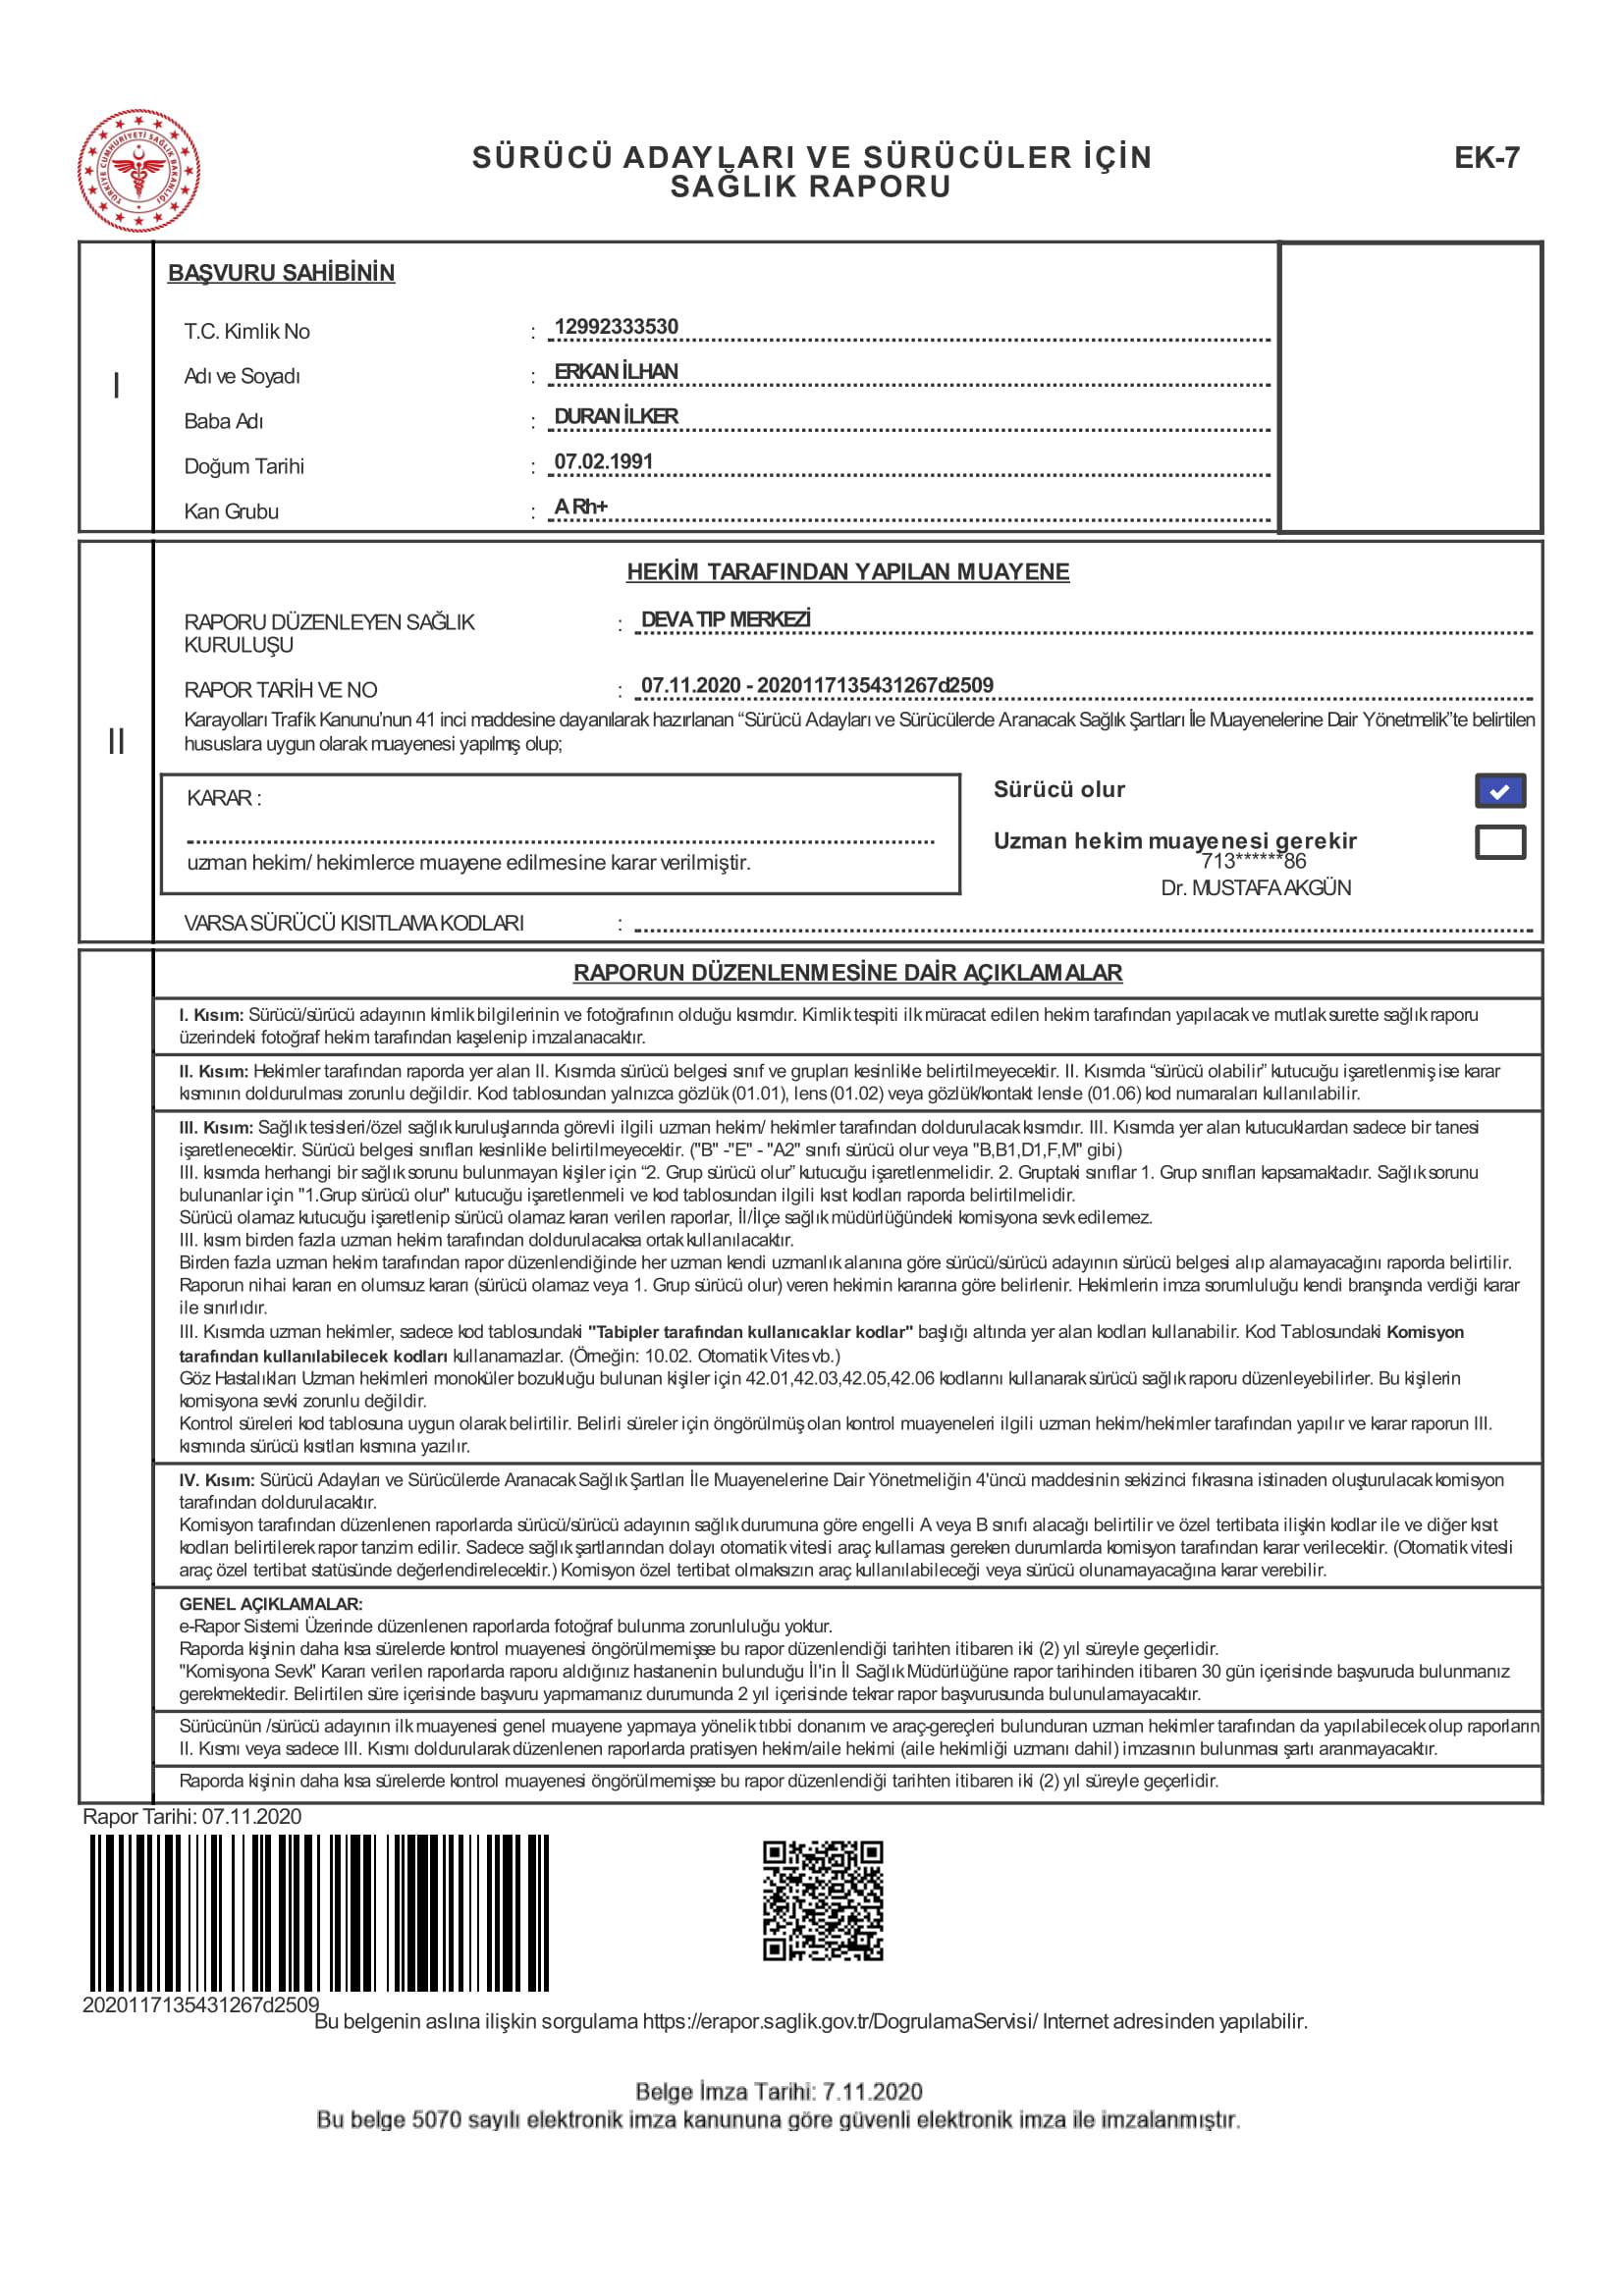 TÜRKİYE CUMHURİYETİ SAĞLIK BAKANLIĞI
SÜRÜCÜ ADAYLARI VE SÜRÜCÜLER İÇİN
SAĞLIK RAPORU
EK-7
I
BAŞVURU SAHİBİNİN
T.C. Kimlik No : 12992333530
Adı ve Soyadı : ERKAN İLHAN
Baba Adı : DURAN İLKER
Doğum Tarihi : 07.02.1991
Kan Grubu : A Rh+
II
HEKİM TARAFINDAN YAPILAN MUAYENE
RAPORU DÜZENLEYEN SAĞLIK
KURULUŞU : DEVA TIP MERKEZİ
RAPOR TARİH VE NO : 07.11.2020 - 2020117135431267d2509
Karayolları Trafik Kanunu’nun 41 inci maddesine dayanılarak hazırlanan “Sürücü Adayları ve Sürücülerde Aranacak Sağlık Şartları İle Muayenelerine Dair Yönetmelik”te belirtilen
hususlara uygun olarak muayenesi yapılmış olup;
KARAR :
uzman hekim/ hekimlerce muayene edilmesine karar verilmiştir.
Sürücü olur
Uzman hekim muayenesi gerekir
713******86
Dr. MUSTAFA AKGÜN
VARSA SÜRÜCÜ KISITLAMA KODLARI :
RAPORUN DÜZENLENMESİNE DAİR AÇIKLAMALAR
I. Kısım: Sürücü/sürücü adayının kimlik bilgilerinin ve fotoğrafının olduğu kısımdır. Kimlik tespiti ilk müracat edilen hekim tarafından yapılacak ve mutlak surette sağlık raporu
üzerindeki fotoğraf hekim tarafından kaşelenip imzalanacaktır.
II. Kısım: Hekimler tarafından raporda yer alan II. Kısımda sürücü belgesi sınıf ve grupları kesinlikle belirtilmeyecektir. II. Kısımda “sürücü olabilir” kutucuğu işaretlenmiş ise karar
kısmının doldurulması zorunlu değildir. Kod tablosundan yalnızca gözlük (01.01), lens (01.02) veya gözlük/kontakt lensle (01.06) kod numaraları kullanılabilir.
III. Kısım: Sağlık tesisleri/özel sağlık kuruluşlarında görevli ilgili uzman hekim/ hekimler tarafından doldurulacak kısımdır. III. Kısımda yer alan kutucuklardan sadece bir tanesi
işaretlenecektir. Sürücü belgesi sınıfları kesinlikle belirtilmeyecektir. ("B" -"E" - "A2" sınıfı sürücü olur veya "B,B1,D1,F,M" gibi)
III. kısımda herhangi bir sağlık sorunu bulunmayan kişiler için “2. Grup sürücü olur” kutucuğu işaretlenmelidir. 2. Gruptaki sınıflar 1. Grup sınıfları kapsamaktadır. Sağlık sorunu
bulunanlar için "1.Grup sürücü olur" kutucuğu işaretlenmeli ve kod tablosundan ilgili kısıt kodları raporda belirtilmelidir.
Sürücü olamaz kutucuğu işaretlenip sürücü olamaz kararı verilen raporlar, İl/İlçe sağlık müdürlüğündeki komisyona sevk edilemez.
III. kısım birden fazla uzman hekim tarafından doldurulacaksa ortak kullanılacaktır.
Birden fazla uzman hekim tarafından rapor düzenlendiğinde her uzman kendi uzmanlık alanına göre sürücü/sürücü adayının sürücü belgesi alıp alamayacağını raporda belirtilir.
Raporun nihai kararı en olumsuz kararı (sürücü olamaz veya 1. Grup sürücü olur) veren hekimin kararına göre belirlenir. Hekimlerin imza sorumluluğu kendi branşında verdiği karar
ile sınırlıdır.
III. Kısımda uzman hekimler, sadece kod tablosundaki "Tabipler tarafından kullanıcaklar kodlar" başlığı altında yer alan kodları kullanabilir. Kod Tablosundaki Komisyon
tarafından kullanılabilecek kodları kullanamazlar. (Örneğin: 10.02. Otomatik Vites vb.)
Göz Hastalıkları Uzman hekimleri monoküler bozukluğu bulunan kişiler için 42.01,42.03,42.05,42.06 kodlarını kullanarak sürücü sağlık raporu düzenleyebilirler. Bu kişilerin
komisyona sevki zorunlu değildir.
Kontrol süreleri kod tablosuna uygun olarak belirtilir. Belirli süreler için öngörülmüş olan kontrol muayeneleri ilgili uzman hekim/hekimler tarafından yapılır ve karar raporun III.
kısmında sürücü kısıtları kısmına yazılır.
IV. Kısım: Sürücü Adayları ve Sürücülerde Aranacak Sağlık Şartları İle Muayenelerine Dair Yönetmeliğin 4'üncü maddesinin sekizinci fıkrasına istinaden oluşturulacak komisyon
tarafından doldurulacaktır.
Komisyon tarafından düzenlenen raporlarda sürücü/sürücü adayının sağlık durumuna göre engelli A veya B sınıfı alacağı belirtilir ve özel tertibata ilişkin kodlar ile ve diğer kısıt
kodları belirtilerek rapor tanzim edilir. Sadece sağlık şartlarından dolayı otomatik vitesli araç kullaması gereken durumlarda komisyon tarafından karar verilecektir. (Otomatik vitesli
araç özel tertibat statüsünde değerlendirelecektir.) Komisyon özel tertibat olmaksızın araç kullanılabileceği veya sürücü olunamayacağına karar verebilir.
GENEL AÇIKLAMALAR:
e-Rapor Sistemi Üzerinde düzenlenen raporlarda fotoğraf bulunma zorunluluğu yoktur.
Raporda kişinin daha kısa sürelerde kontrol muayenesi öngörülmemişse bu rapor düzenlendiği tarihten itibaren iki (2) yıl süreyle geçerlidir.
"Komisyona Sevk" Kararı verilen raporlarda raporu aldığınız hastanenin bulunduğu İl'in İl Sağlık Müdürlüğüne rapor tarihinden itibaren 30 gün içerisinde başvuruda bulunmanız
gerekmektedir. Belirtilen süre içerisinde başvuru yapmamanız durumunda 2 yıl içerisinde tekrar rapor başvurusunda bulunulamayacaktır.
Sürücünün /sürücü adayının ilk muayenesi genel muayene yapmaya yönelik tıbbi donanım ve araç-gereçleri bulunduran uzman hekimler tarafından da yapılabilecek olup raporların
II. Kısmı veya sadece III. Kısmı doldurularak düzenlenen raporlarda pratisyen hekim/aile hekimi (aile hekimliği uzmanı dahil) imzasının bulunması şartı aranmayacaktır.
Raporda kişinin daha kısa sürelerde kontrol muayenesi öngörülmemişse bu rapor düzenlendiği tarihten itibaren iki (2) yıl süreyle geçerlidir.
Rapor Tarihi: 07.11.2020
2020117135431267d2509
Bu belgenin aslına ilişkin sorgulama https://erapor.saglik.gov.tr/DogrulamaServisi/ Internet adresinden yapılabilir.
Belge İmza Tarihi: 7.11.2020
Bu belge 5070 sayılı elektronik imza kanununa göre güvenli elektronik imza ile imzalanmıştır.